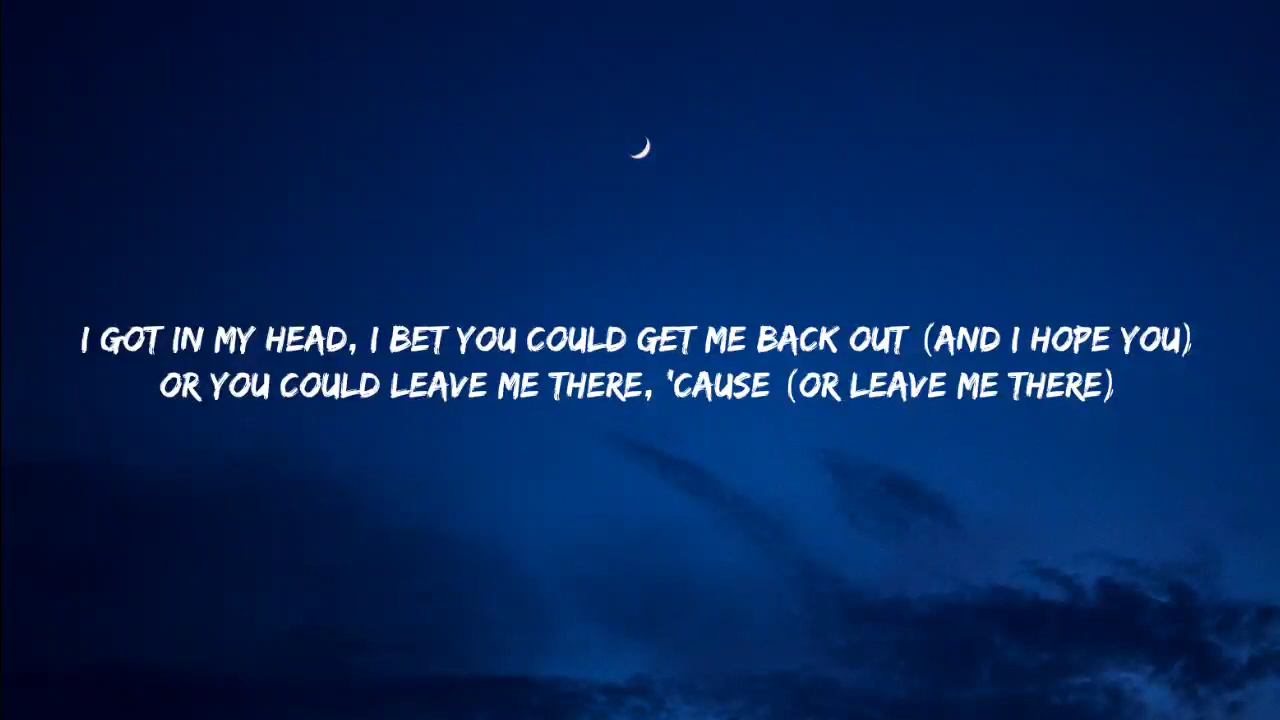 I GOT IN MY HEAD, I BET YOU COULD GET ME BACK OUT (AND I HOPE YOU)
OR YOU COULD LEAVE ME THERE, 'CAUSE (OR LEAVE ME THERE)